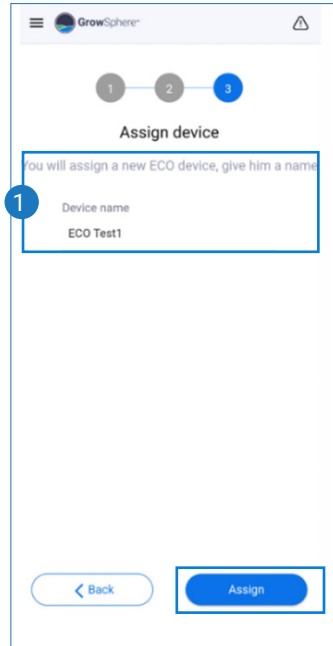 GrowSphere
1 2 3
Assign device
You will assign a new ECO device, give him a name
1
Device name
ECO Test1
Back
Assign